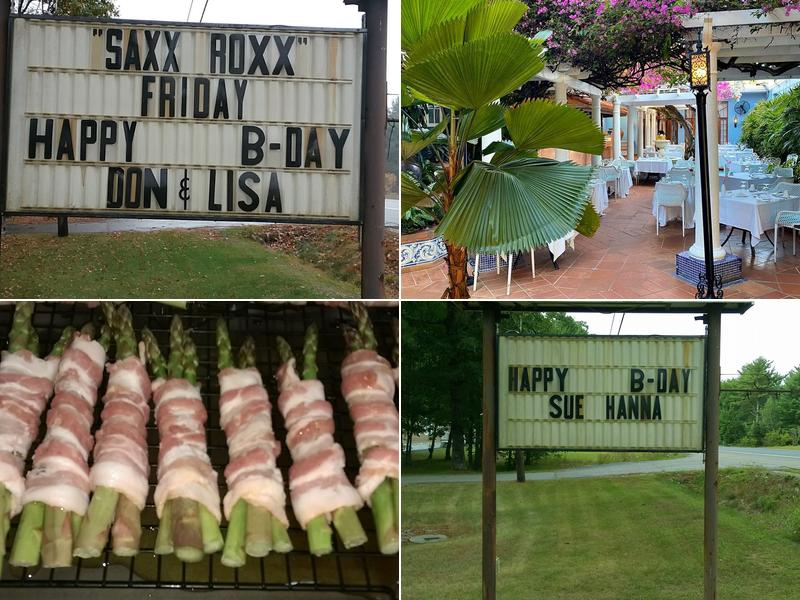 "SAXX ROXX"
FRIDAY
HAPPY B-DAY
DON & LISA
HAPPY B-DAY
SUE HANNA